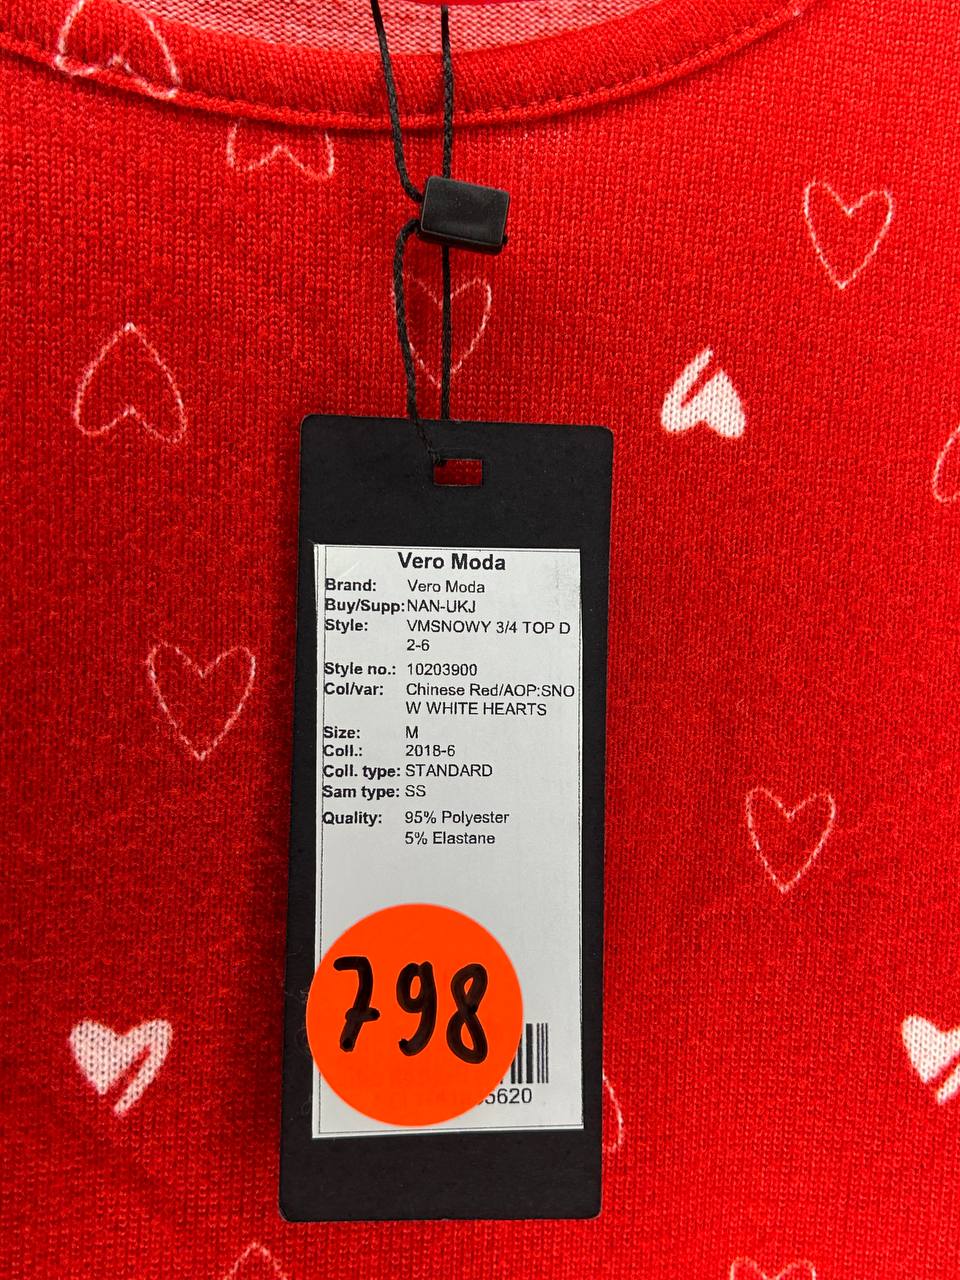 Vero Moda
Brand: Vero Moda
Buy/Supp: NAN-UKJ
Style: VMSNOWY 3/4 TOP D
2-6
Style no.: 10203900
Col/var: Chinese Red/AOP:SNO
W WHITE HEARTS
Size: M
Coll.: 2018-6
Coll. type: STANDARD
Sam type: SS
Quality: 95% Polyester
5% Elastane
798
5620